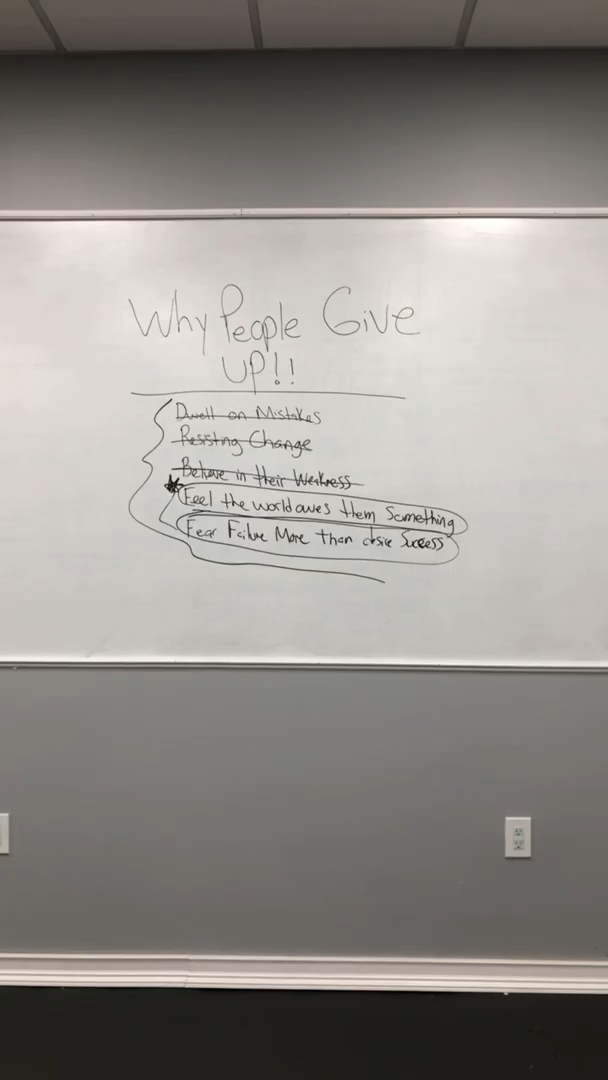 Why People Give
UP!!
Dwell on Mistakes
Resisting Change
Believe in their Weakness
Feel the world owes them Something
Fear Failure More than desire Success